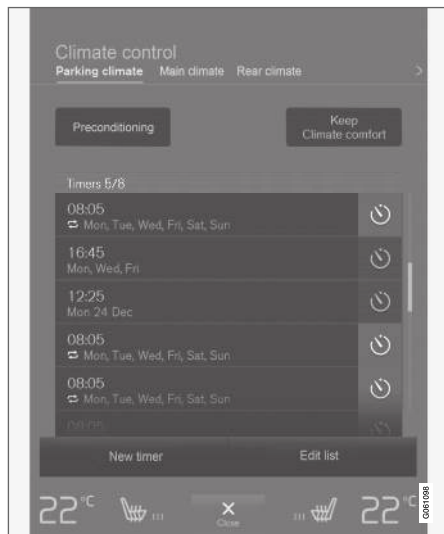 Climate control
Parking climate Main climate Rear climate
Preconditioning
Keep
Climate comfort
Timers 5/8
08:05
Mon, Tue, Wed, Fri, Sat, Sun
16:45
Mon, Wed, Fri
12:25
Mon 24 Dec
08:05
Mon, Tue, Wed, Fri, Sat, Sun
08:05
Mon, Tue, Wed, Fri, Sat, Sun
08:05
New timer Edit list
22°C 22°C
Close
G061098